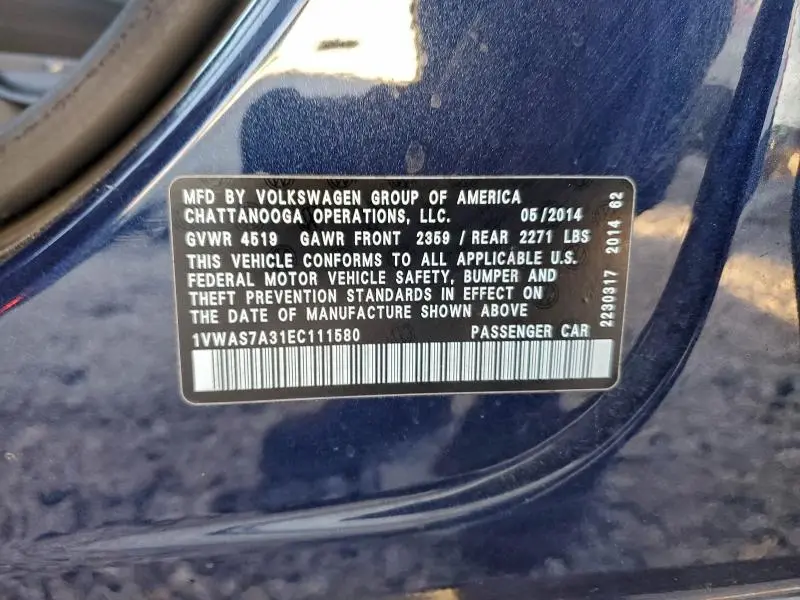 MFD BY VOLKSWAGEN GROUP OF AMERICA
CHATTANOOGA OPERATIONS, LLC. 05/2014
GVWR 4519 GAWR FRONT 2359 / REAR 2271 LBS
THIS VEHICLE CONFORMS TO ALL APPLICABLE U.S.
FEDERAL MOTOR VEHICLE SAFETY, BUMPER AND
THEFT PREVENTION STANDARDS IN EFFECT ON
THE DATE OF MANUFACTURE SHOWN ABOVE
1VWAS7A31EC111580 PASSENGER CAR
2230317 2014 62